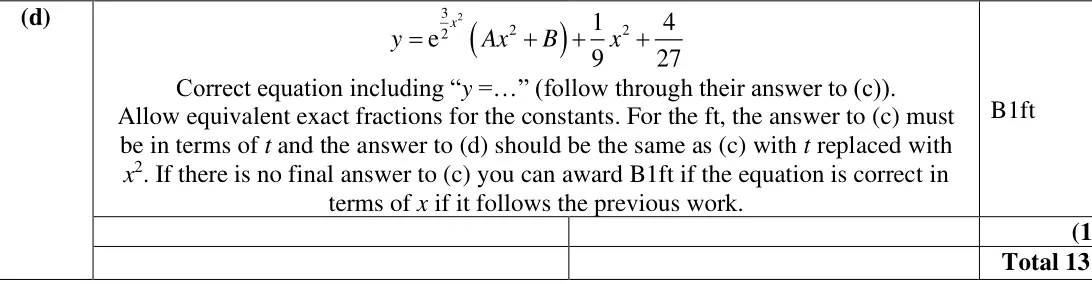 (d)
y = e^{\frac{3}{2}x^2}(Ax^2 + B) + \frac{1}{9}x^2 + \frac{4}{27}
Correct equation including “y =…” (follow through their answer to (c)).
Allow equivalent exact fractions for the constants. For the ft, the answer to (c) must
be in terms of t and the answer to (d) should be the same as (c) with t replaced with
x². If there is no final answer to (c) you can award B1ft if the equation is correct in
terms of x if it follows the previous work.
B1ft
(1
Total 13